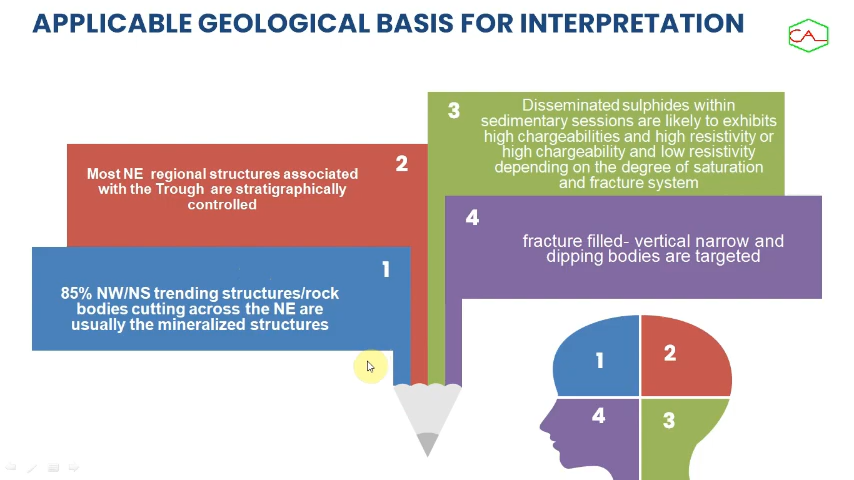 APPLICABLE GEOLOGICAL BASIS FOR INTERPRETATION
CA
3
Disseminated sulphides within
sedimentary sessions are likely to exhibits
high chargeabilities and high resistivity or
high chargeability and low resistivity
depending on the degree of saturation
and fracture system
2
Most NE regional structures associated
with the Trough are stratigraphically
controlled
4
fracture filled- vertical narrow and
dipping bodies are targeted
1
85% NW/NS trending structures/rock
bodies cutting across the NE are
usually the mineralized structures
1
2
4
3